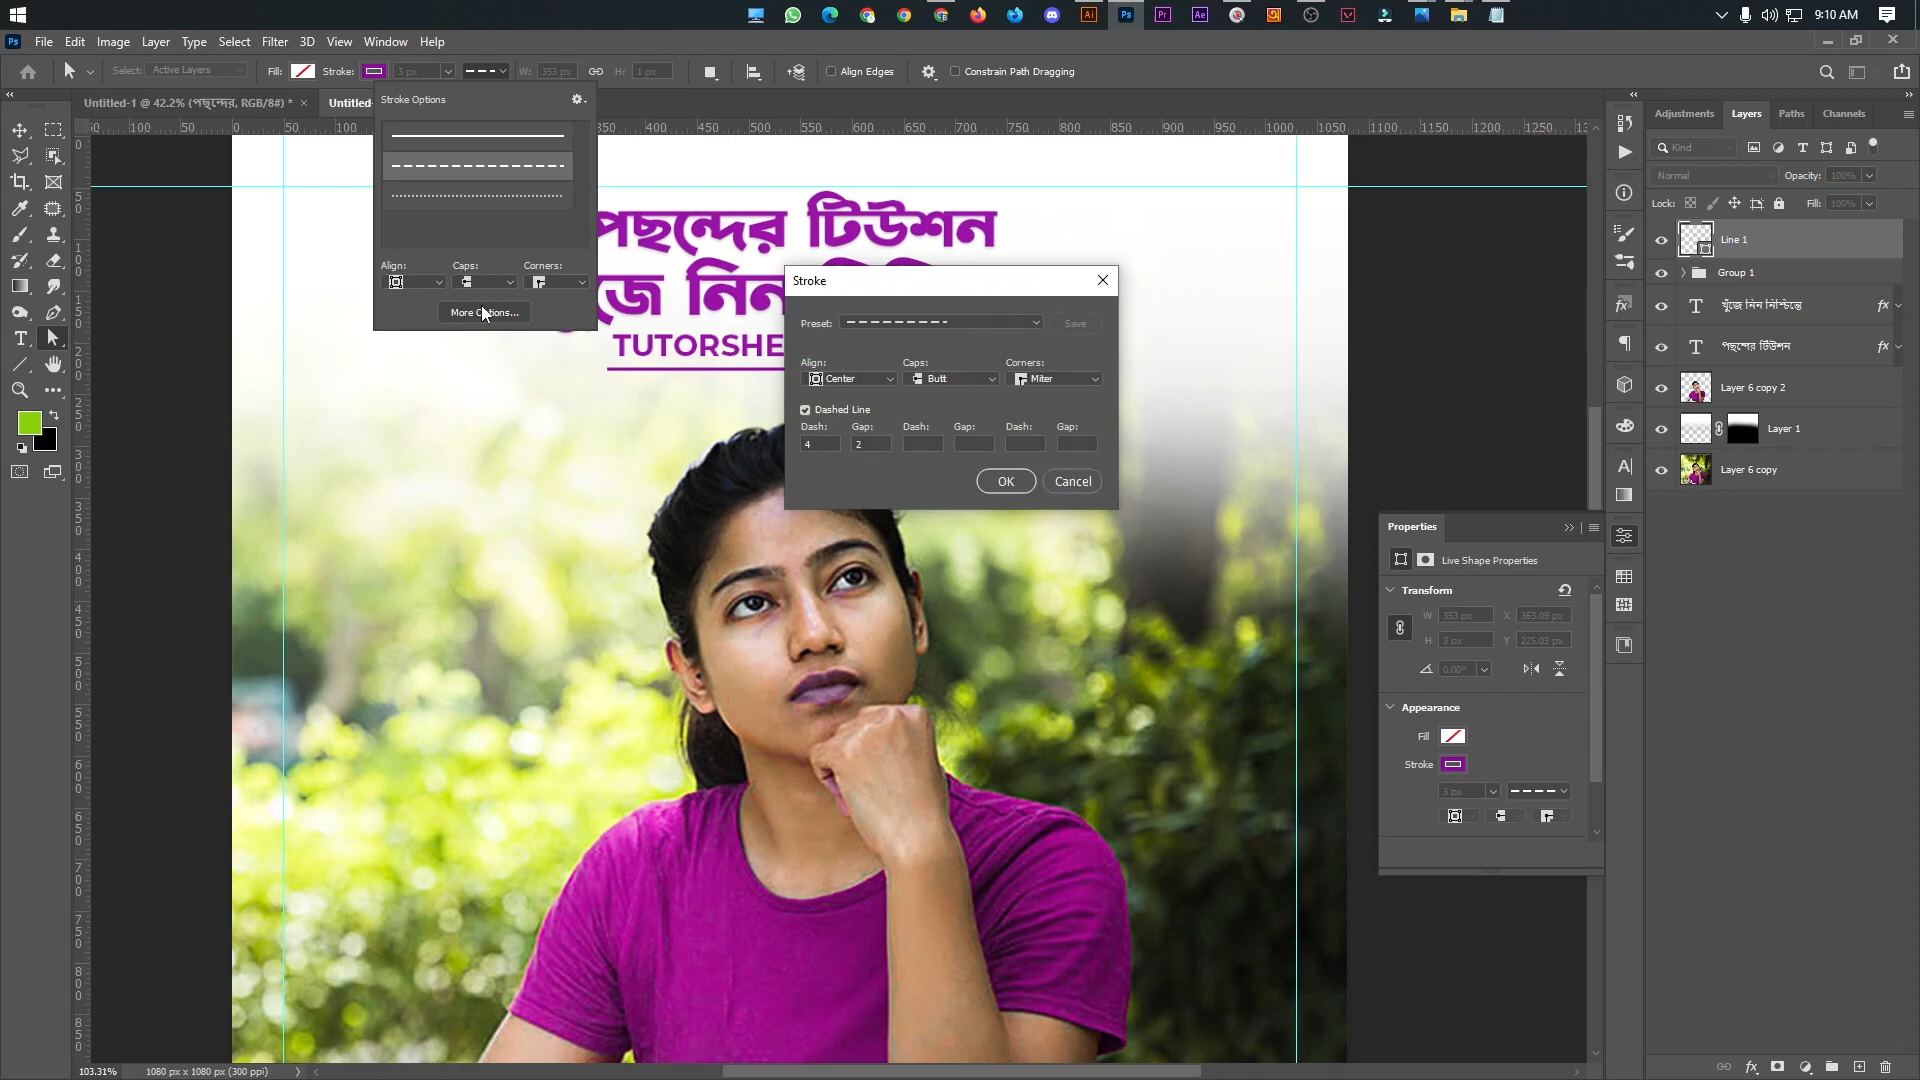 9:10 AM
Ps File Edit Image Layer Type Select Filter 3D View Window Help
Select: Active Layers Fill: Stroke: 3 px W: 353 px H: 1 px Align Edges Constrain Path Dragging
Untitled-1 @ 42.2% (পছন্দের, RGB/8#) * × Untitled-
Stroke Options
Align: Caps: Corners:
পছন্দের টিউশন
TUTORSHE
Stroke
Preset: Save
Align: Caps: Corners:
Center Butt Miter
Dashed Line
Dash: Gap: Dash: Gap: Dash: Gap:
4 2
OK Cancel
Adjustments Layers Paths Channels
Kind
Normal Opacity: 100%
Lock: Fill: 100%
Line 1
Group 1
খুঁজে নিন নিশ্চিন্তে fx
পছন্দের টিউশন fx
Layer 6 copy 2
Layer 1
Layer 6 copy
Properties
Live Shape Properties
Transform
W 353 px X 363.09 px
H 3 px Y 225.03 px
0.00°
Appearance
Fill
Stroke
3 px
103.31% 1080 px x 1080 px (300 ppi)